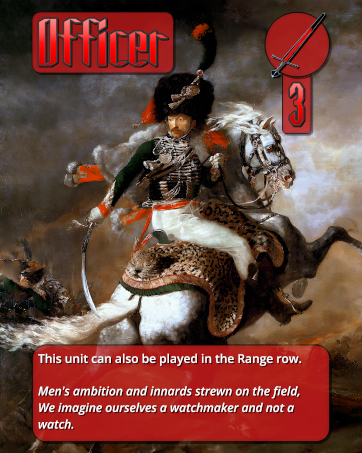 Officer
3
This unit can also be played in the Range row.
Men's ambition and innards strewn on the field,
We imagine ourselves a watchmaker and not a
watch.